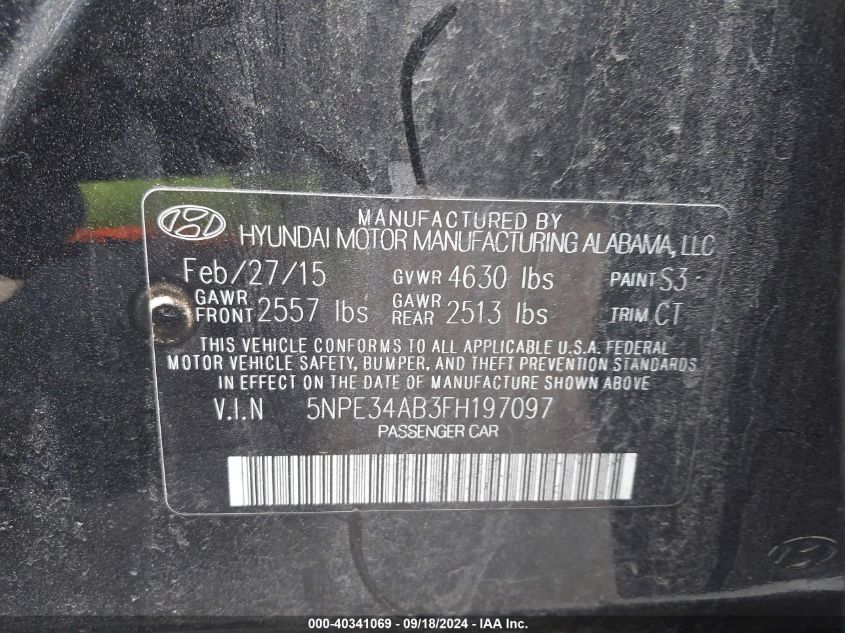 MANUFACTURED BY
HYUNDAI MOTOR MANUFACTURING ALABAMA, LLC
Feb/27/15 GVWR 4630 lbs PAINT S3
GAWR FRONT 2557 lbs GAWR REAR 2513 lbs TRIM CT
THIS VEHICLE CONFORMS TO ALL APPLICABLE U.S.A. FEDERAL
MOTOR VEHICLE SAFETY, BUMPER, AND THEFT PREVENTION STANDARDS
IN EFFECT ON THE DATE OF MANUFACTURE SHOWN ABOVE
V.I.N 5NPE34AB3FH197097
PASSENGER CAR
000-40341069 - 09/18/2024 - IAA Inc.